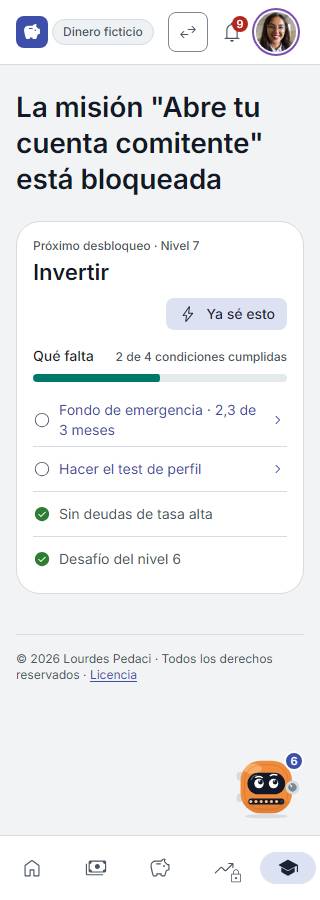 Dinero ficticio
9
La misión "Abre tu
cuenta comitente"
está bloqueada
Próximo desbloqueo · Nivel 7
Invertir
Ya sé esto
Qué falta
2 de 4 condiciones cumplidas
Fondo de emergencia · 2,3 de
3 meses
Hacer el test de perfil
Sin deudas de tasa alta
Desafío del nivel 6
© 2026 Lourdes Pedaci · Todos los derechos
reservados · Licencia
6